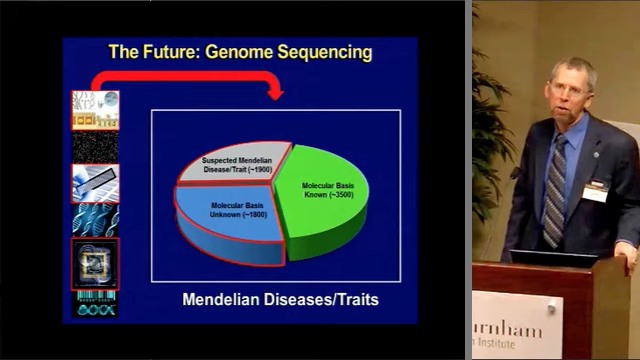 The Future: Genome Sequencing
Suspected Mendelian
Disease/Trait (~1900)
Molecular Basis
Known (~3500)
Molecular Basis
Unknown (~1800)
Mendelian Diseases/Traits
urnham
Institute